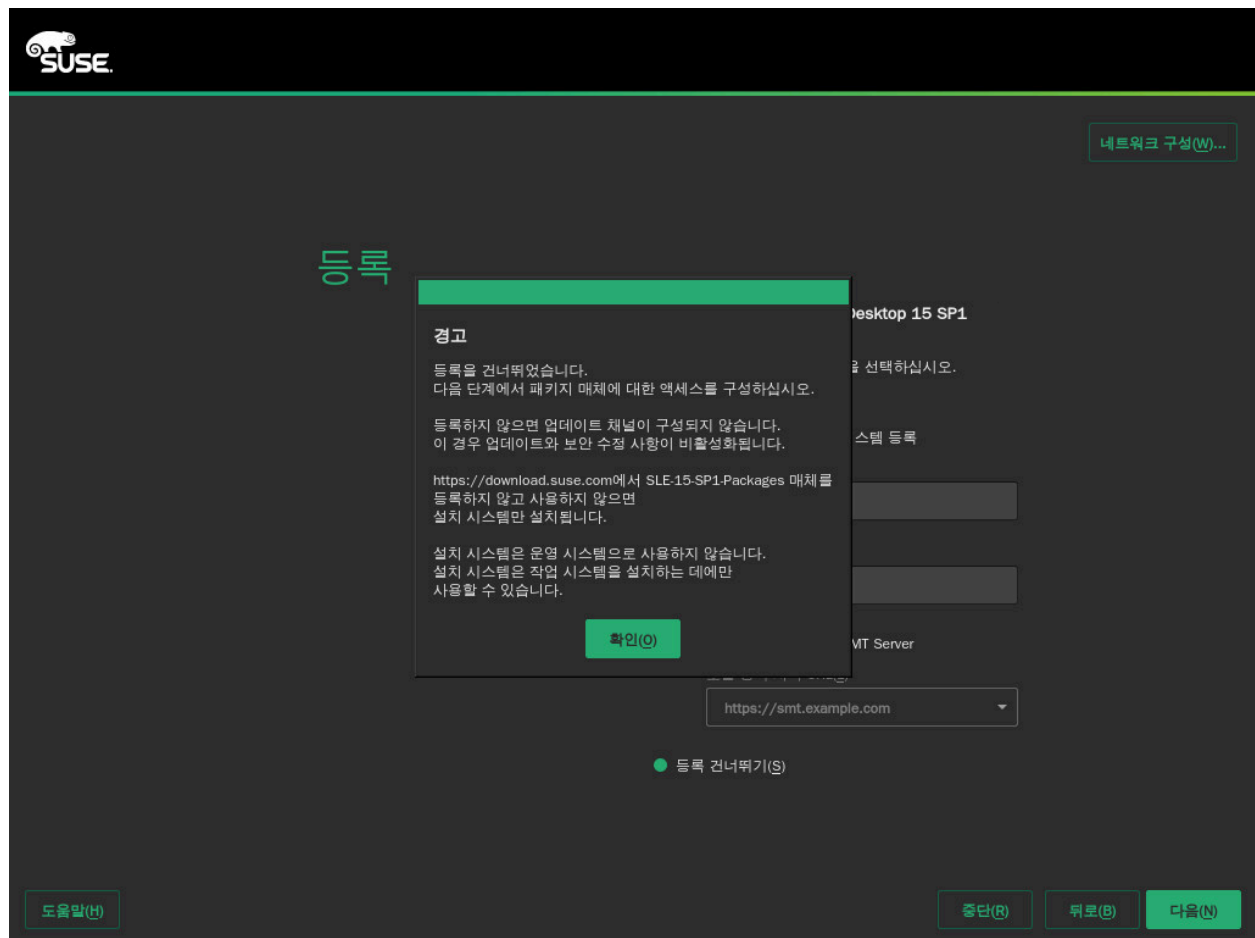 SUSE.
네트워크 구성(W)...
등록
경고
등록을 건너뛰었습니다.
다음 단계에서 패키지 매체에 대한 액세스를 구성하십시오.
등록하지 않으면 업데이트 채널이 구성되지 않습니다.
이 경우 업데이트와 보안 수정 사항이 비활성화됩니다.
https://download.suse.com에서 SLE-15-SP1-Packages 매체를
등록하지 않고 사용하지 않으면
설치 시스템만 설치됩니다.
설치 시스템은 운영 시스템으로 사용하지 않습니다.
설치 시스템은 작업 시스템을 설치하는 데에만
사용할 수 있습니다.
확인(O)
Desktop 15 SP1
선택하십시오.
스템 등록
MT Server
https://smt.example.com
등록 건너뛰기(S)
도움말(H)
중단(R)
뒤로(B)
다음(N)